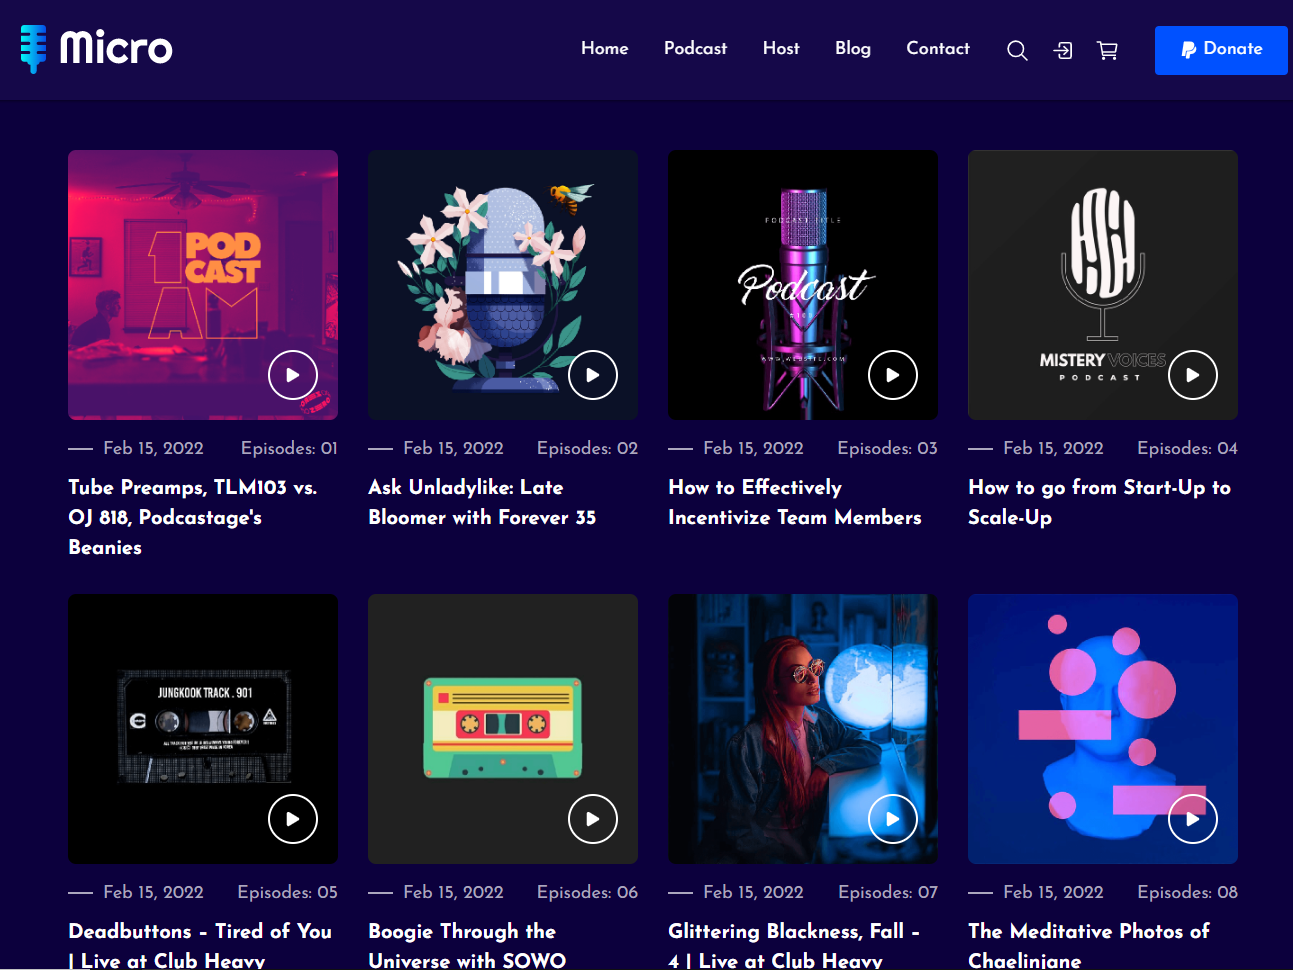 Micro
Home Podcast Host Blog Contact Donate
1 POD
CAST
AM
PODCAST TITLE
Podcast
WWW.WEBSITE.COM
MISTERY VOICES
PODCAST
Feb 15, 2022 Episodes: 01
Feb 15, 2022 Episodes: 02
Feb 15, 2022 Episodes: 03
Feb 15, 2022 Episodes: 04
Tube Preamps, TLM103 vs.
OJ 818, Podcastage's
Beanies
Ask Unladylike: Late
Bloomer with Forever 35
How to Effectively
Incentivize Team Members
How to go from Start-Up to
Scale-Up
JUNGKOOK TRACK . 901
Feb 15, 2022 Episodes: 05
Feb 15, 2022 Episodes: 06
Feb 15, 2022 Episodes: 07
Feb 15, 2022 Episodes: 08
Deadbuttons – Tired of You
| Live at Club Heavy
Boogie Through the
Universe with SOWO
Glittering Blackness, Fall –
4 | Live at Club Heavy
The Meditative Photos of
Chaelinjane